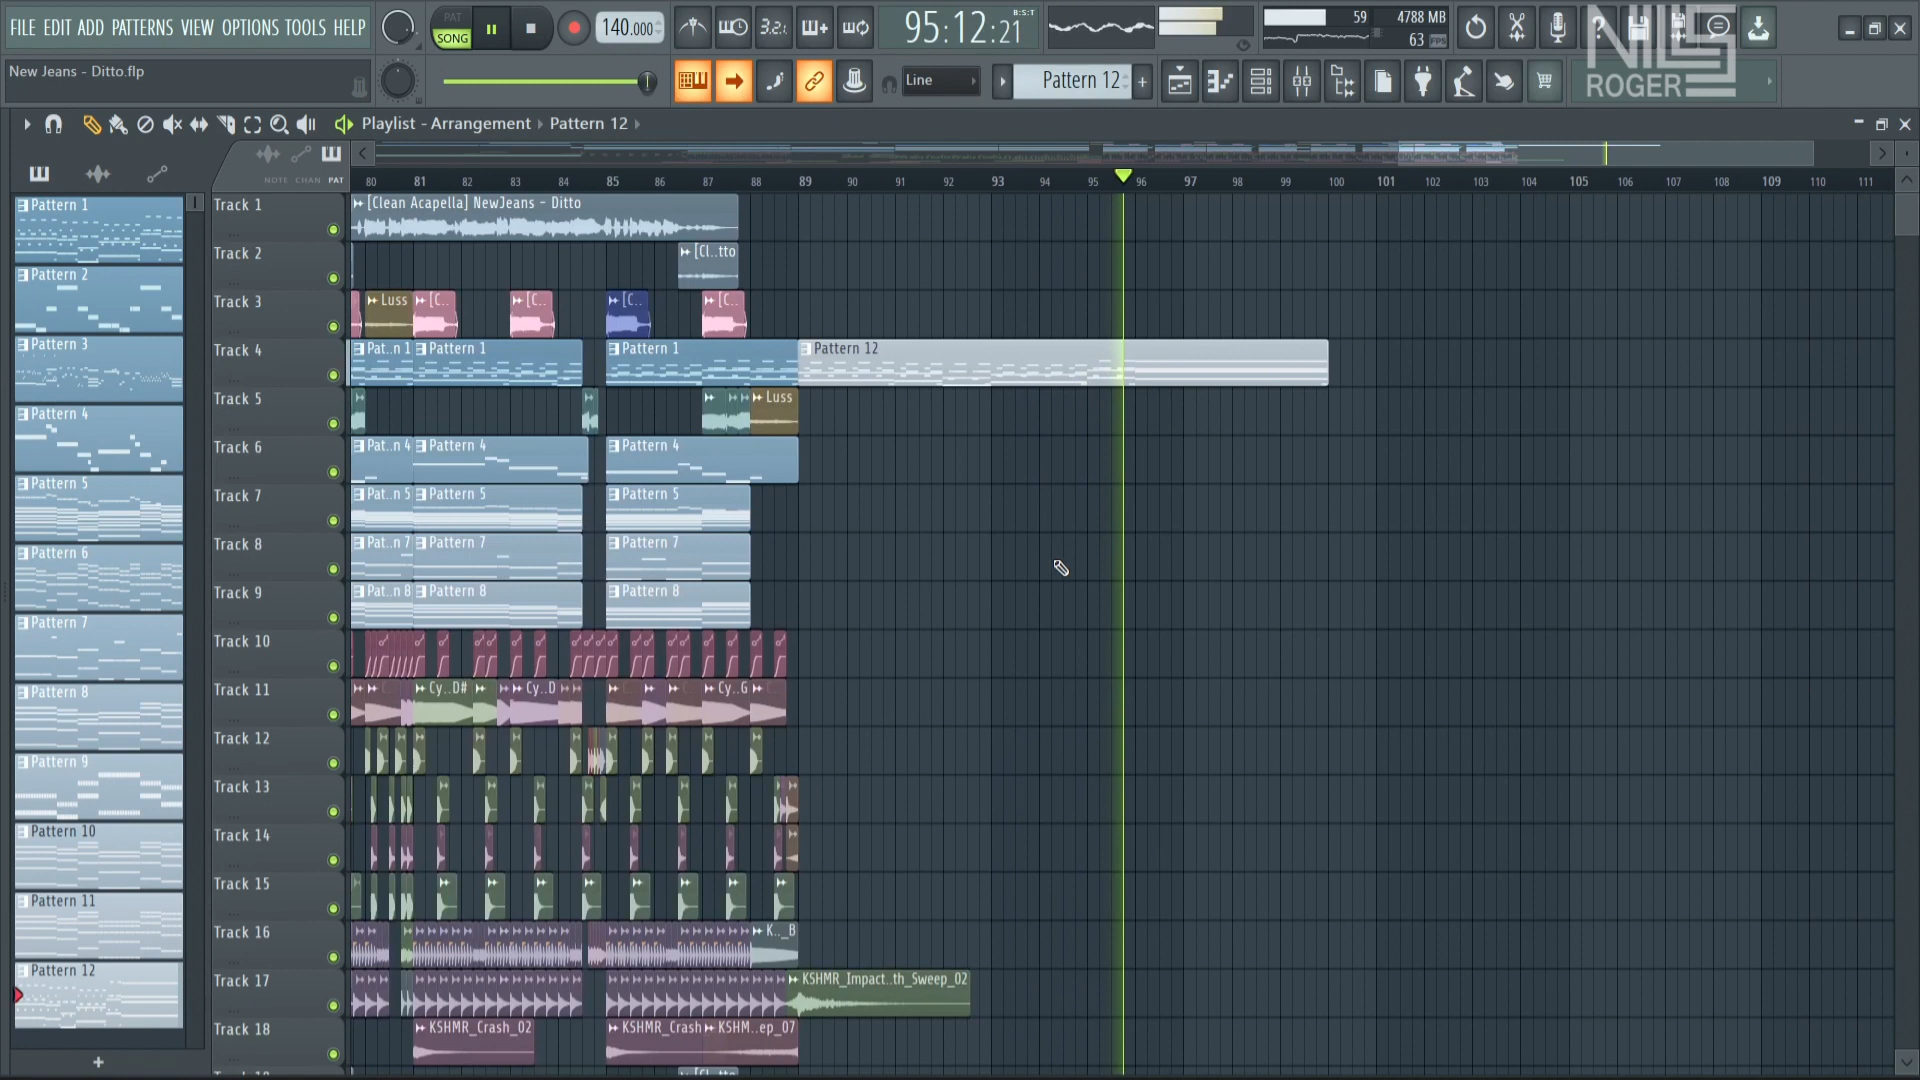 FILE EDIT ADD PATTERNS VIEW OPTIONS TOOLS HELP
PAT
SONG
140.000
3.2.
95:12:21
B:S:T
59
4788 MB
63
NILS
ROGER
New Jeans - Ditto.flp
Line
Pattern 12
Playlist - Arrangement Pattern 12
NOTE CHAN PAT
80 81 82 83 84 85 86 87 88 89 90 91 92 93 94 95 96 97 98 99 100 101 102 103 104 105 106 107 108 109 110 111
Pattern 1
Pattern 2
Pattern 3
Pattern 4
Pattern 5
Pattern 6
Pattern 7
Pattern 8
Pattern 9
Pattern 10
Pattern 11
Pattern 12
Track 1
[Clean Acapella] NewJeans - Ditto
Track 2
[Cl..tto
Track 3
Luss [C.. [C.. [C.. [C..
Track 4
Pat..n 1 Pattern 1 Pattern 1 Pattern 12
Track 5
Luss
Track 6
Pat..n 4 Pattern 4 Pattern 4
Track 7
Pat..n 5 Pattern 5 Pattern 5
Track 8
Pat..n 7 Pattern 7 Pattern 7
Track 9
Pat..n 8 Pattern 8 Pattern 8
Track 10
Track 11
Cy..D# Cy..D Cy..G
Track 12
Track 13
Track 14
Track 15
Track 16
K.._B
Track 17
KSHMR_Impact..th_Sweep_02
Track 18
KSHMR_Crash_02 KSHMR_Crash KSHM..ep_07